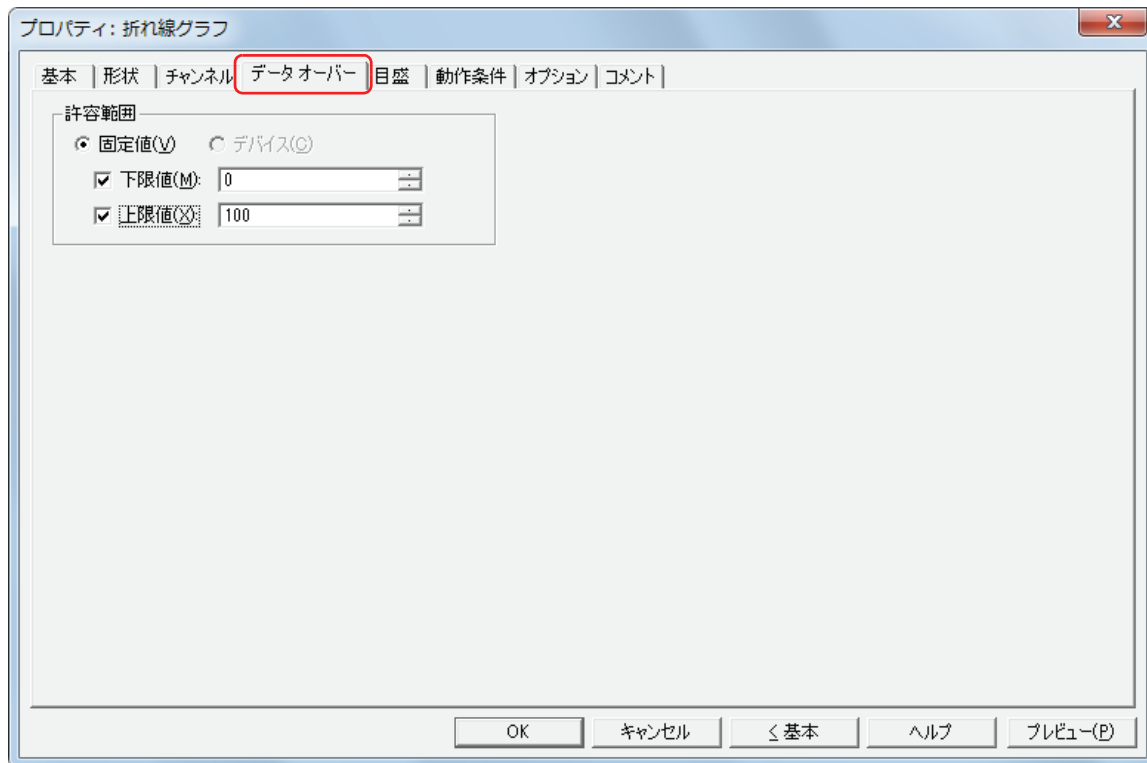 プロパティ: 折れ線グラフ
基本 形状 チャンネル データ オーバー 目盛 動作条件 オプション コメント
許容範囲
固定値(V) デバイス(C)
下限値(M): 0
上限値(X): 100
OK キャンセル < 基本 ヘルプ プレビュー(P)